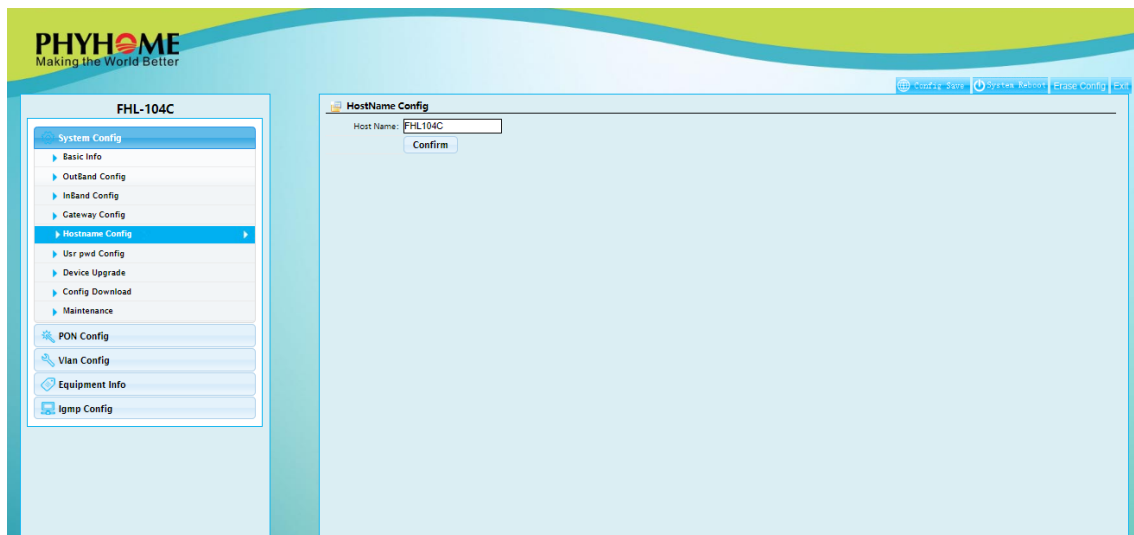 PHYHOME
Making the World Better
Config Save System Reboot Erase Config Exit
FHL-104C
System Config
Basic Info
OutBand Config
InBand Config
Gateway Config
Hostname Config
Usr pwd Config
Device Upgrade
Config Download
Maintenance
PON Config
Vlan Config
Equipment Info
Igmp Config
HostName Config
Host Name: FHL104C
Confirm